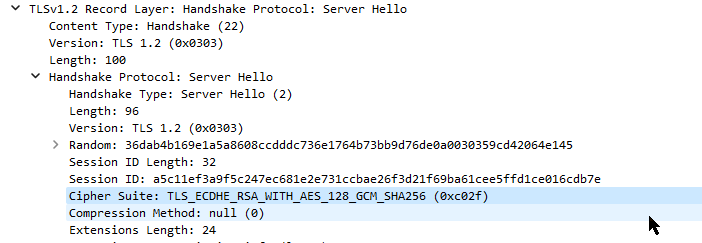 TLSv1.2 Record Layer: Handshake Protocol: Server Hello
Content Type: Handshake (22)
Version: TLS 1.2 (0x0303)
Length: 100
Handshake Protocol: Server Hello
Handshake Type: Server Hello (2)
Length: 96
Version: TLS 1.2 (0x0303)
Random: 36dab4b169e1a5a8608ccdddc736e1764b73bb9d76de0a0030359cd42064e145
Session ID Length: 32
Session ID: a5c11ef3a9f5c247ec681e2e731ccbae26f3d21f69ba61cee5ffd1ce016cdb7e
Cipher Suite: TLS_ECDHE_RSA_WITH_AES_128_GCM_SHA256 (0xc02f)
Compression Method: null (0)
Extensions Length: 24